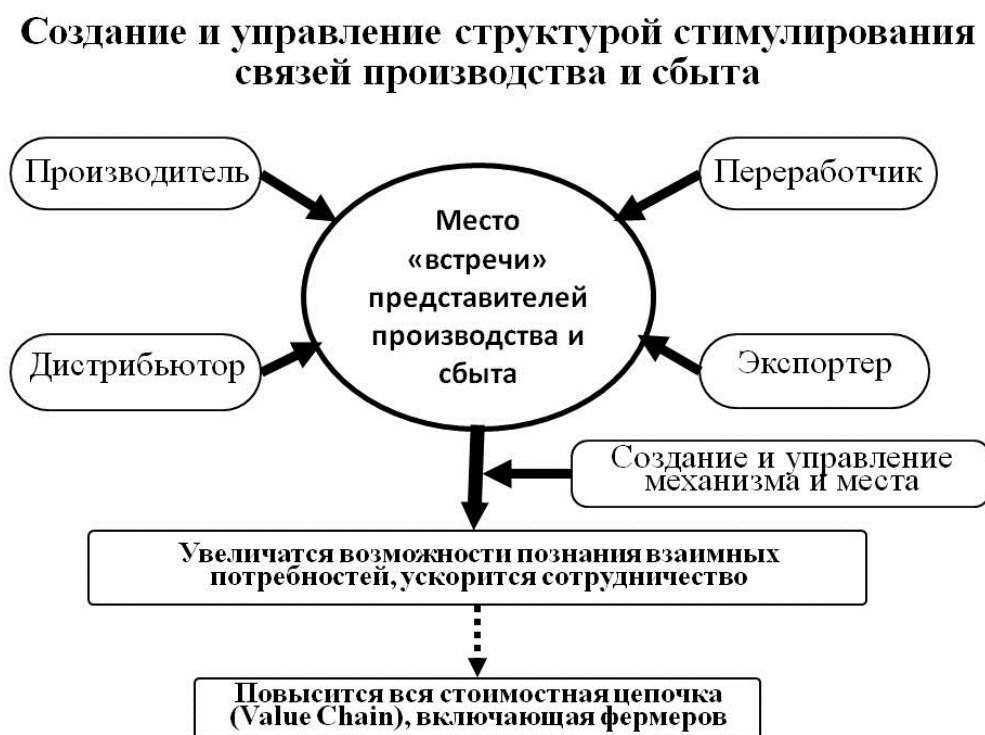 Создание и управление структурой стимулирования
связей производства и сбыта
Производитель
Переработчик
Место
«встречи»
представителей
производства и
сбыта
Дистрибьютор
Экспортер
Создание и управление
механизма и места
Увеличатся возможности познания взаимных
потребностей, ускорится сотрудничество
Повысится вся стоимостная цепочка
(Value Chain), включающая фермеров